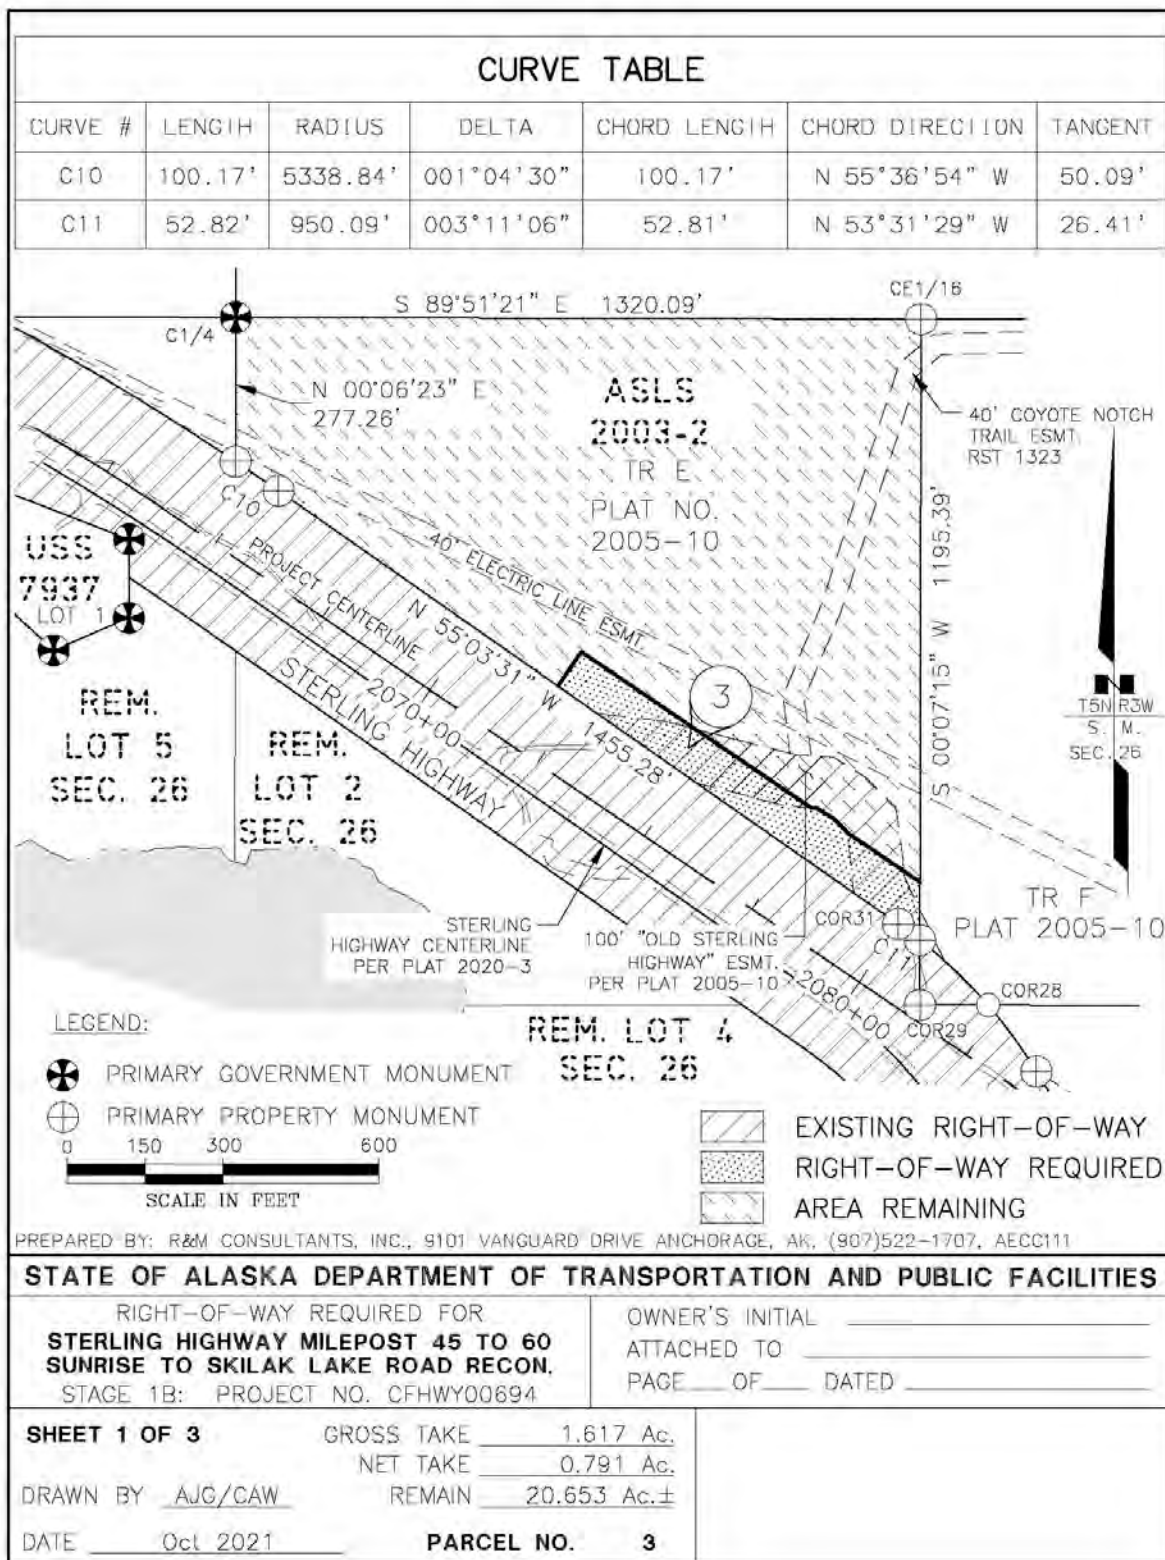 CURVE TABLE
CURVE # LENGTH RADIUS DELTA CHORD LENGTH CHORD DIRECTION TANGENT
C10 100.17' 5338.84' 001°04'30" 100.17' N 55°36'54" W 50.09'
C11 52.82' 950.09' 003°11'06" 52.81' N 53°31'29" W 26.41'
S 89°51'21" E 1320.09'
CE1/16
C1/4
N 00°06'23" E
277.26'
ASLS
2003-2
TR E
PLAT NO.
2005-10
40' COYOTE NOTCH
TRAIL ESMT
RST 1323
S 00°07'15" W 1195.39'
C10
USS
7937
LOT 1
PROJECT CENTERLINE
40' ELECTRIC LINE ESMT.
N 55°03'31" W 1455.28'
3
T5N R3W
S. M.
SEC. 26
STERLING HIGHWAY
2070+00
REM.
LOT 5
SEC. 26
REM.
LOT 2
SEC. 26
TR F
PLAT 2005-10
COR31
C11
STERLING
HIGHWAY CENTERLINE
PER PLAT 2020-3
100' "OLD STERLING
HIGHWAY" ESMT.
PER PLAT 2005-10
2080+00
COR28
COR29
REM. LOT 4
SEC. 26
LEGEND:
PRIMARY GOVERNMENT MONUMENT
PRIMARY PROPERTY MONUMENT
0 150 300 600
SCALE IN FEET
EXISTING RIGHT-OF-WAY
RIGHT-OF-WAY REQUIRED
AREA REMAINING
PREPARED BY: R&M CONSULTANTS, INC., 9101 VANGUARD DRIVE ANCHORAGE, AK, (907)522-1707, AECC111
STATE OF ALASKA DEPARTMENT OF TRANSPORTATION AND PUBLIC FACILITIES
RIGHT-OF-WAY REQUIRED FOR
STERLING HIGHWAY MILEPOST 45 TO 60
SUNRISE TO SKILAK LAKE ROAD RECON.
STAGE 1B: PROJECT NO. CFHWY00694
OWNER'S INITIAL
ATTACHED TO
PAGE OF DATED
SHEET 1 OF 3
GROSS TAKE 1.617 Ac.
NET TAKE 0.791 Ac.
DRAWN BY AJG/CAW
REMAIN 20.653 Ac.±
DATE Oct 2021
PARCEL NO. 3